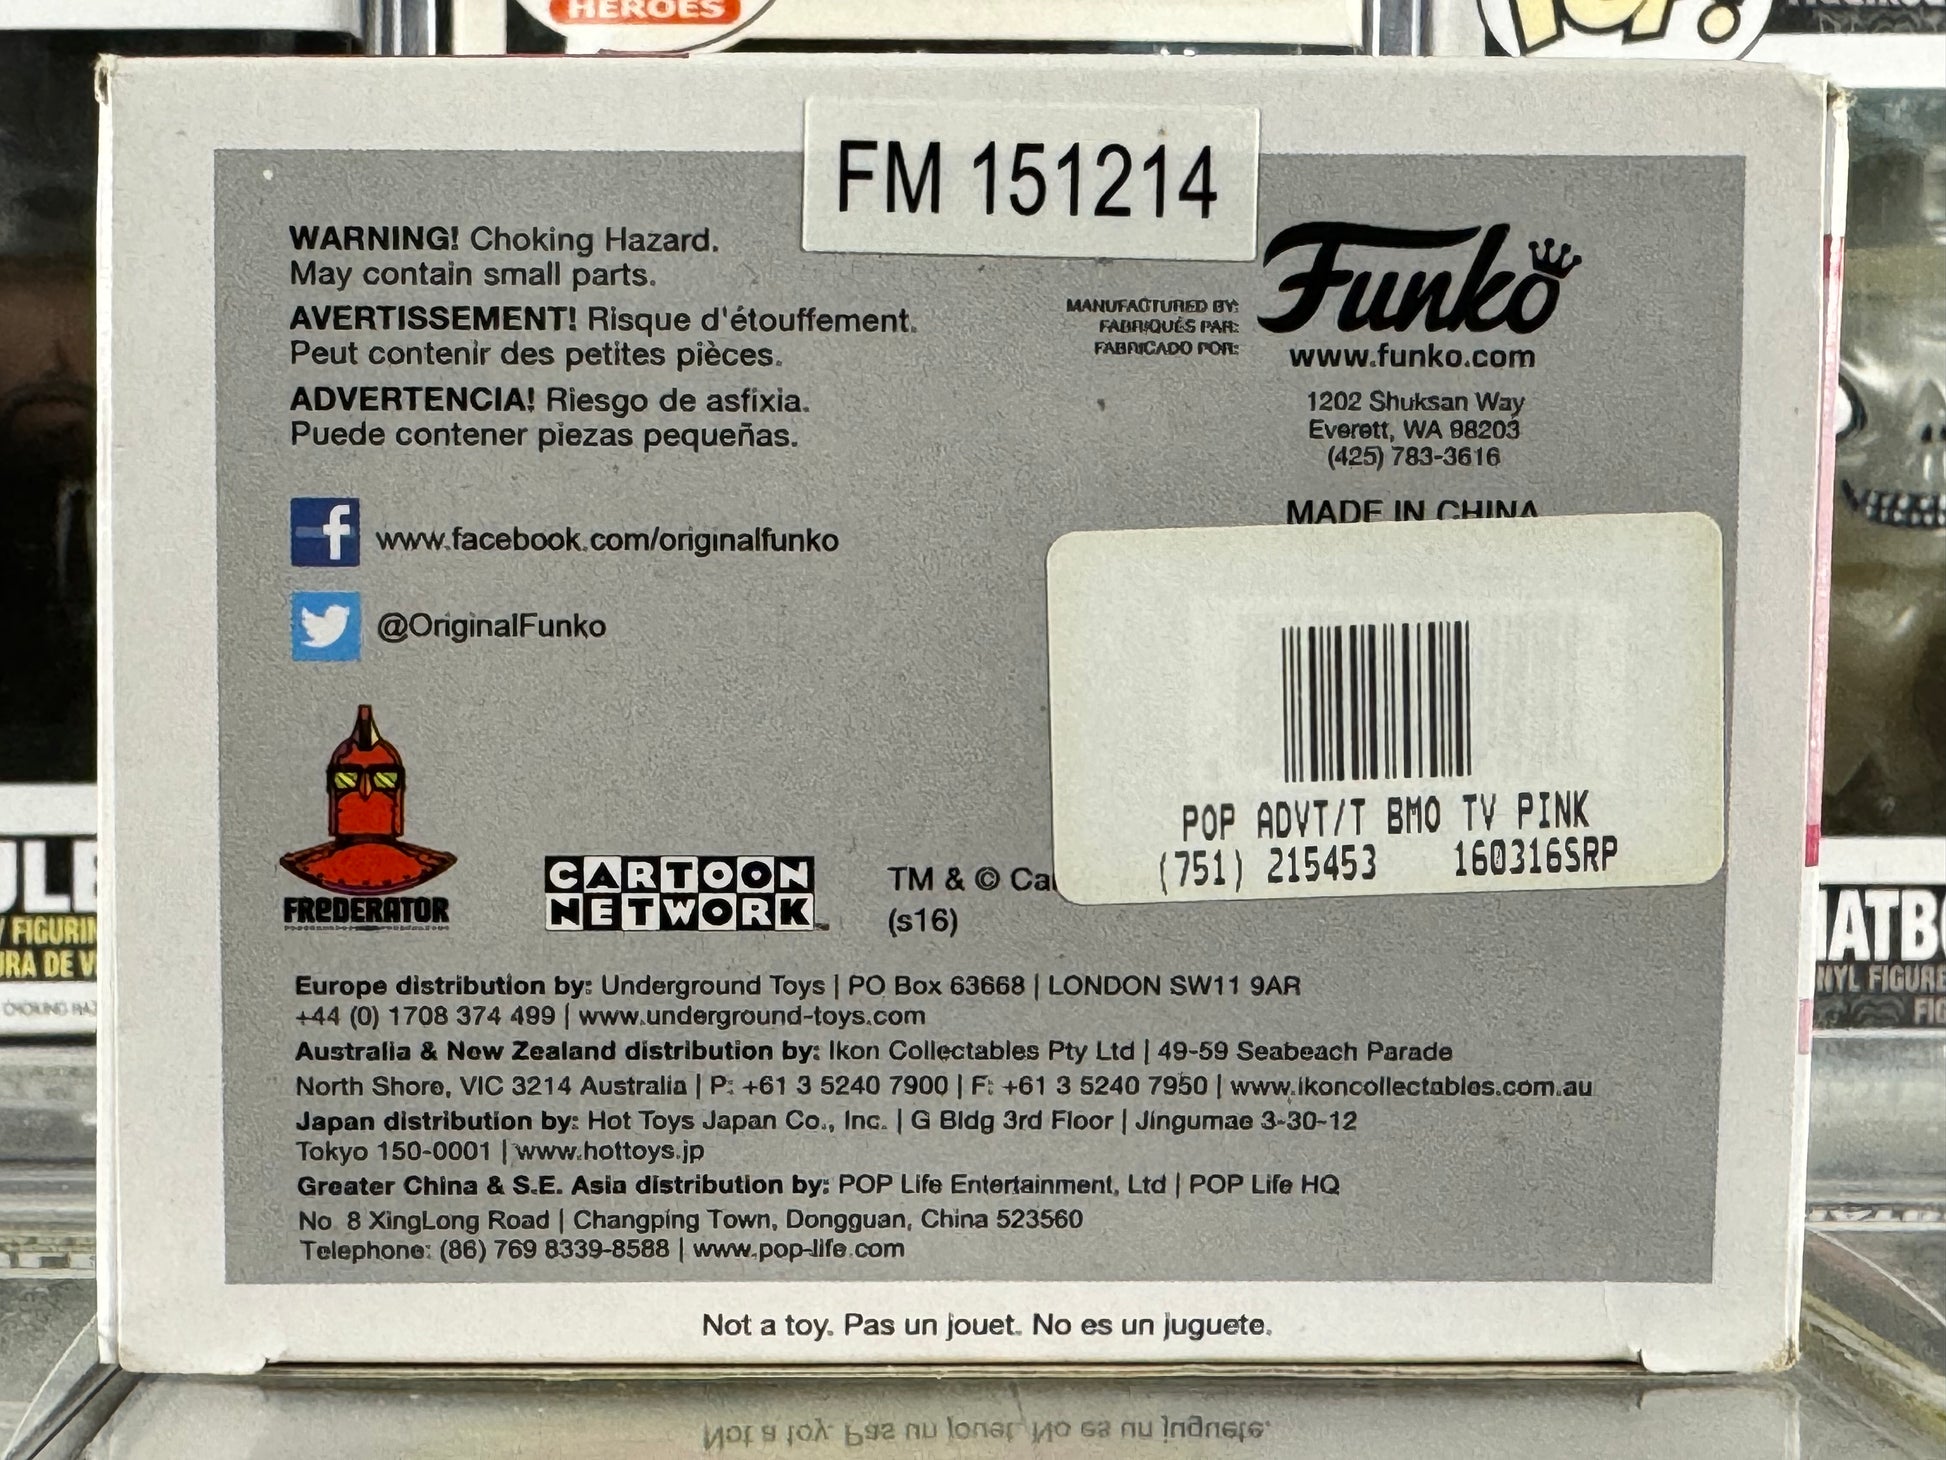 HEROES
POP!
FM 151214
WARNING! Choking Hazard.
May contain small parts.
AVERTISSEMENT! Risque d'étouffement.
Peut contenir des petites pièces.
ADVERTENCIA! Riesgo de asfixia.
Puede contener piezas pequeñas.
MANUFACTURED BY:
FABRIQUÉS PAR:
FABRICADO POR:
Funko
www.funko.com
1202 Shuksan Way
Everett, WA 98203
(425) 783-3616
MADE IN CHINA
f www.facebook.com/originalfunko
@OriginalFunko
POP ADVT/T BMO TV PINK
(751) 215453 160316SRP
FREDERATOR
CARTOON
NETWORK
TM & © Ca
(s16)
Europe distribution by: Underground Toys | PO Box 63668 | LONDON SW11 9AR
+44 (0) 1708 374 499 | www.underground-toys.com
Australia & New Zealand distribution by: Ikon Collectables Pty Ltd | 49-59 Seabeach Parade
North Shore, VIC 3214 Australia | P: +61 3 5240 7900 | F: +61 3 5240 7950 | www.ikoncollectables.com.au
Japan distribution by: Hot Toys Japan Co., Inc. | G Bldg 3rd Floor | Jingumae 3-30-12
Tokyo 150-0001 | www.hottoys.jp
Greater China & S.E. Asia distribution by: POP Life Entertainment, Ltd | POP Life HQ
No. 8 XingLong Road | Changping Town, Dongguan, China 523560
Telephone: (86) 769 8339-8588 | www.pop-life.com
Not a toy. Pas un jouet. No es un juguete.